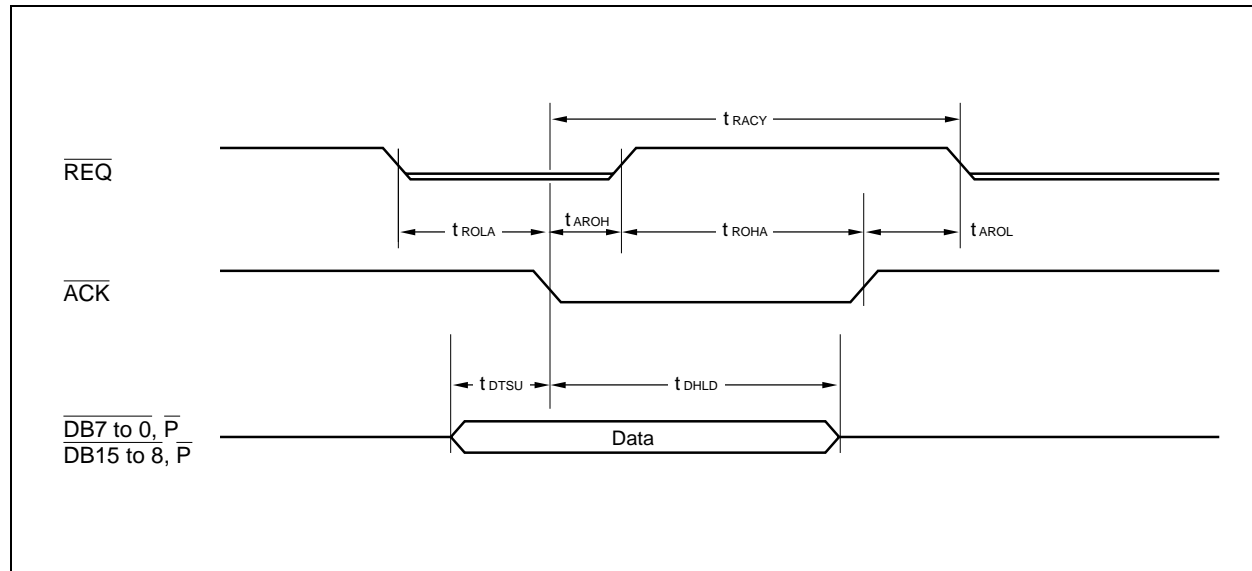 t RACY
REQ
t ROLA
t AROH
t ROHA
t AROL
ACK
t DTSU
t DHLD
DB7 to 0, P
DB15 to 8, P
Data